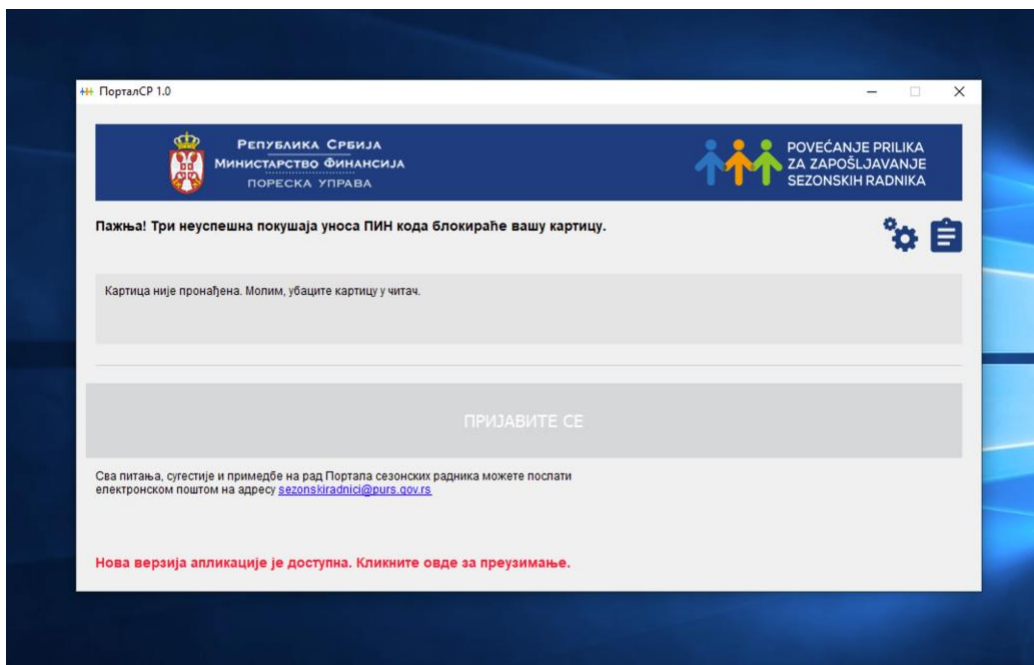 ПорталСР 1.0
Република Србија
Министарство Финансија
ПОРЕСКА УПРАВА
POVEĆANJE PRILIKA
ZA ZAPOŠLJAVANJE
SEZONSKIH RADNIKA
Пажња! Три неуспешна покушаја уноса ПИН кода блокираће вашу картицу.
Картица није пронађена. Молим, убаците картицу у читач.
ПРИЈАВИТЕ СЕ
Сва питања, сугестије и примедбе на рад Портала сезонских радника можете послати
електронском поштом на адресу sezonskiradnici@purs.gov.rs
Нова верзија апликације је доступна. Кликните овде за преузимање.